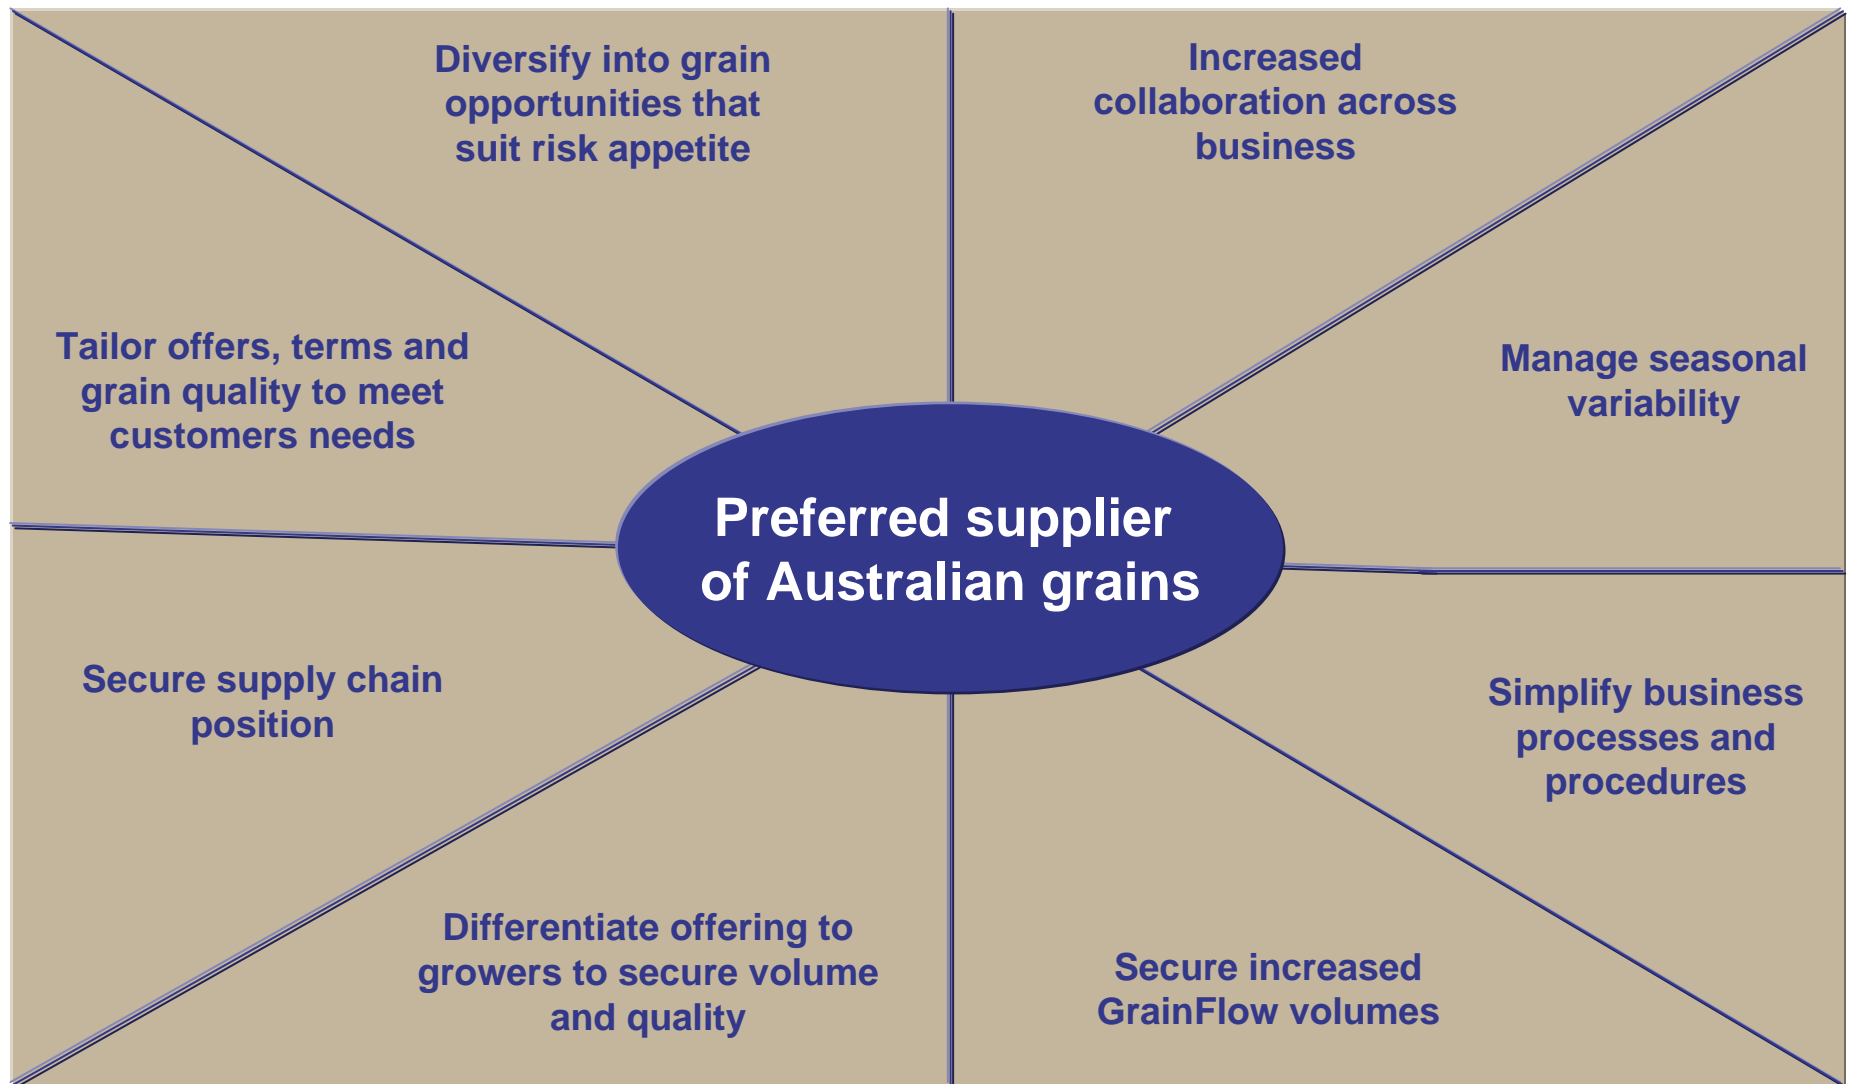 Diversify into grain
opportunities that
suit risk appetite
Increased
collaboration across
business
Tailor offers, terms and
grain quality to meet
customers needs
Manage seasonal
variability
Preferred supplier
of Australian grains
Secure supply chain
position
Simplify business
processes and
procedures
Differentiate offering to
growers to secure volume
and quality
Secure increased
GrainFlow volumes